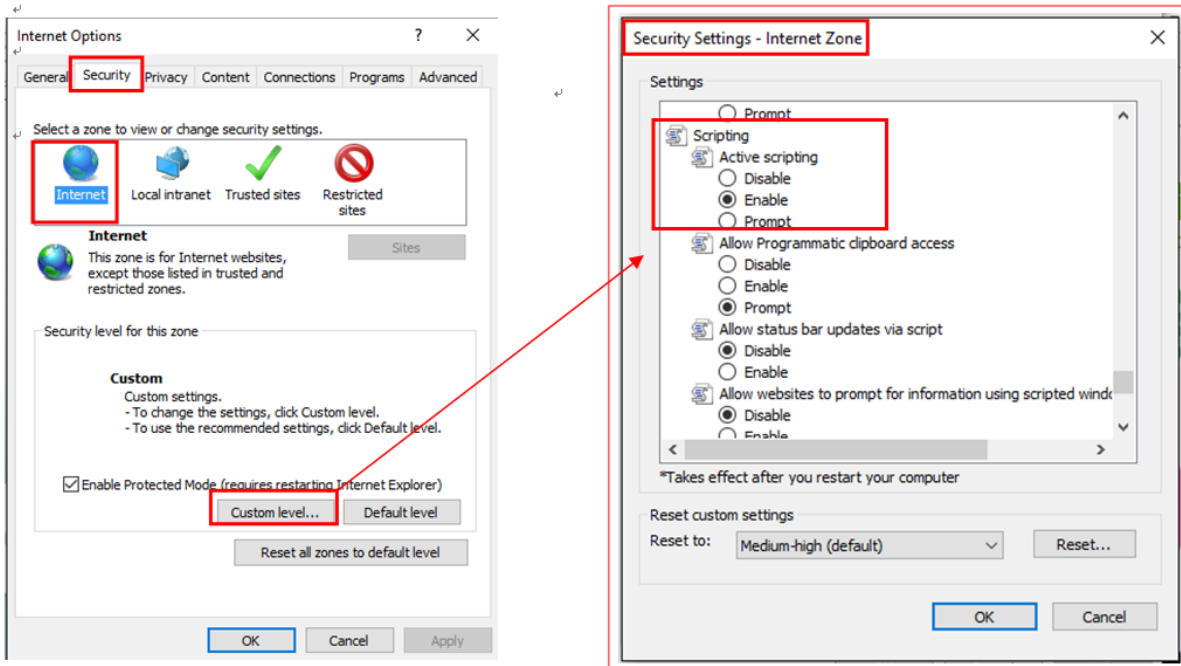 Internet Options
?
General
Security
Privacy
Content
Connections
Programs
Advanced
Select a zone to view or change security settings.
Internet
Local intranet
Trusted sites
Restricted
sites
Internet
Sites
This zone is for Internet websites,
except those listed in trusted and
restricted zones.
Security level for this zone
Custom
Custom settings.
- To change the settings, click Custom level.
- To use the recommended settings, click Default level.
Enable Protected Mode (requires restarting Internet Explorer)
Custom level...
Default level
Reset all zones to default level
OK
Cancel
Apply
Security Settings - Internet Zone
Settings
Prompt
Scripting
Active scripting
Disable
Enable
Prompt
Allow Programmatic clipboard access
Disable
Enable
Prompt
Allow status bar updates via script
Disable
Enable
Allow websites to prompt for information using scripted windo
Disable
Enable
*Takes effect after you restart your computer
Reset custom settings
Reset to:
Medium-high (default)
Reset...
OK
Cancel